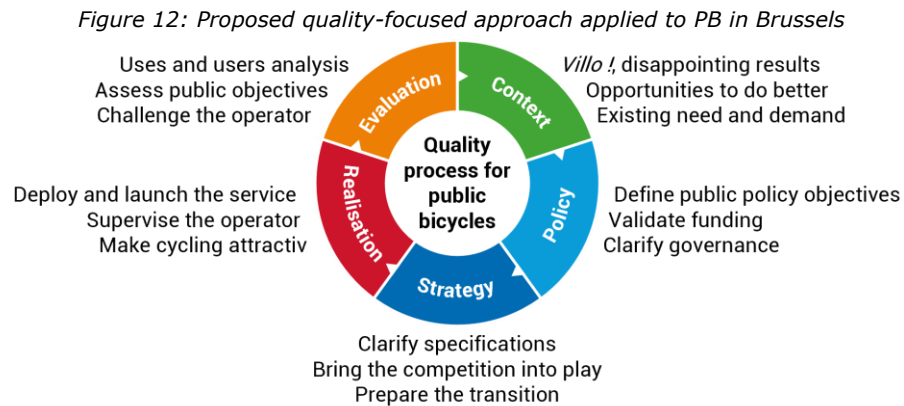 Figure 12: Proposed quality-focused approach applied to PB in Brussels
Evaluation
Uses and users analysis
Assess public objectives
Challenge the operator
Context
Villo !, disappointing results
Opportunities to do better
Existing need and demand
Quality
process for
public
bicycles
Realisation
Deploy and launch the service
Supervise the operator
Make cycling attractiv
Policy
Define public policy objectives
Validate funding
Clarify governance
Strategy
Clarify specifications
Bring the competition into play
Prepare the transition